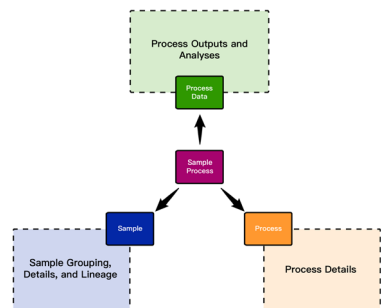 Process Outputs and
Analyses
Process
Data
Sample
Process
Sample
Process
Sample Grouping,
Details, and Lineage
Process Details